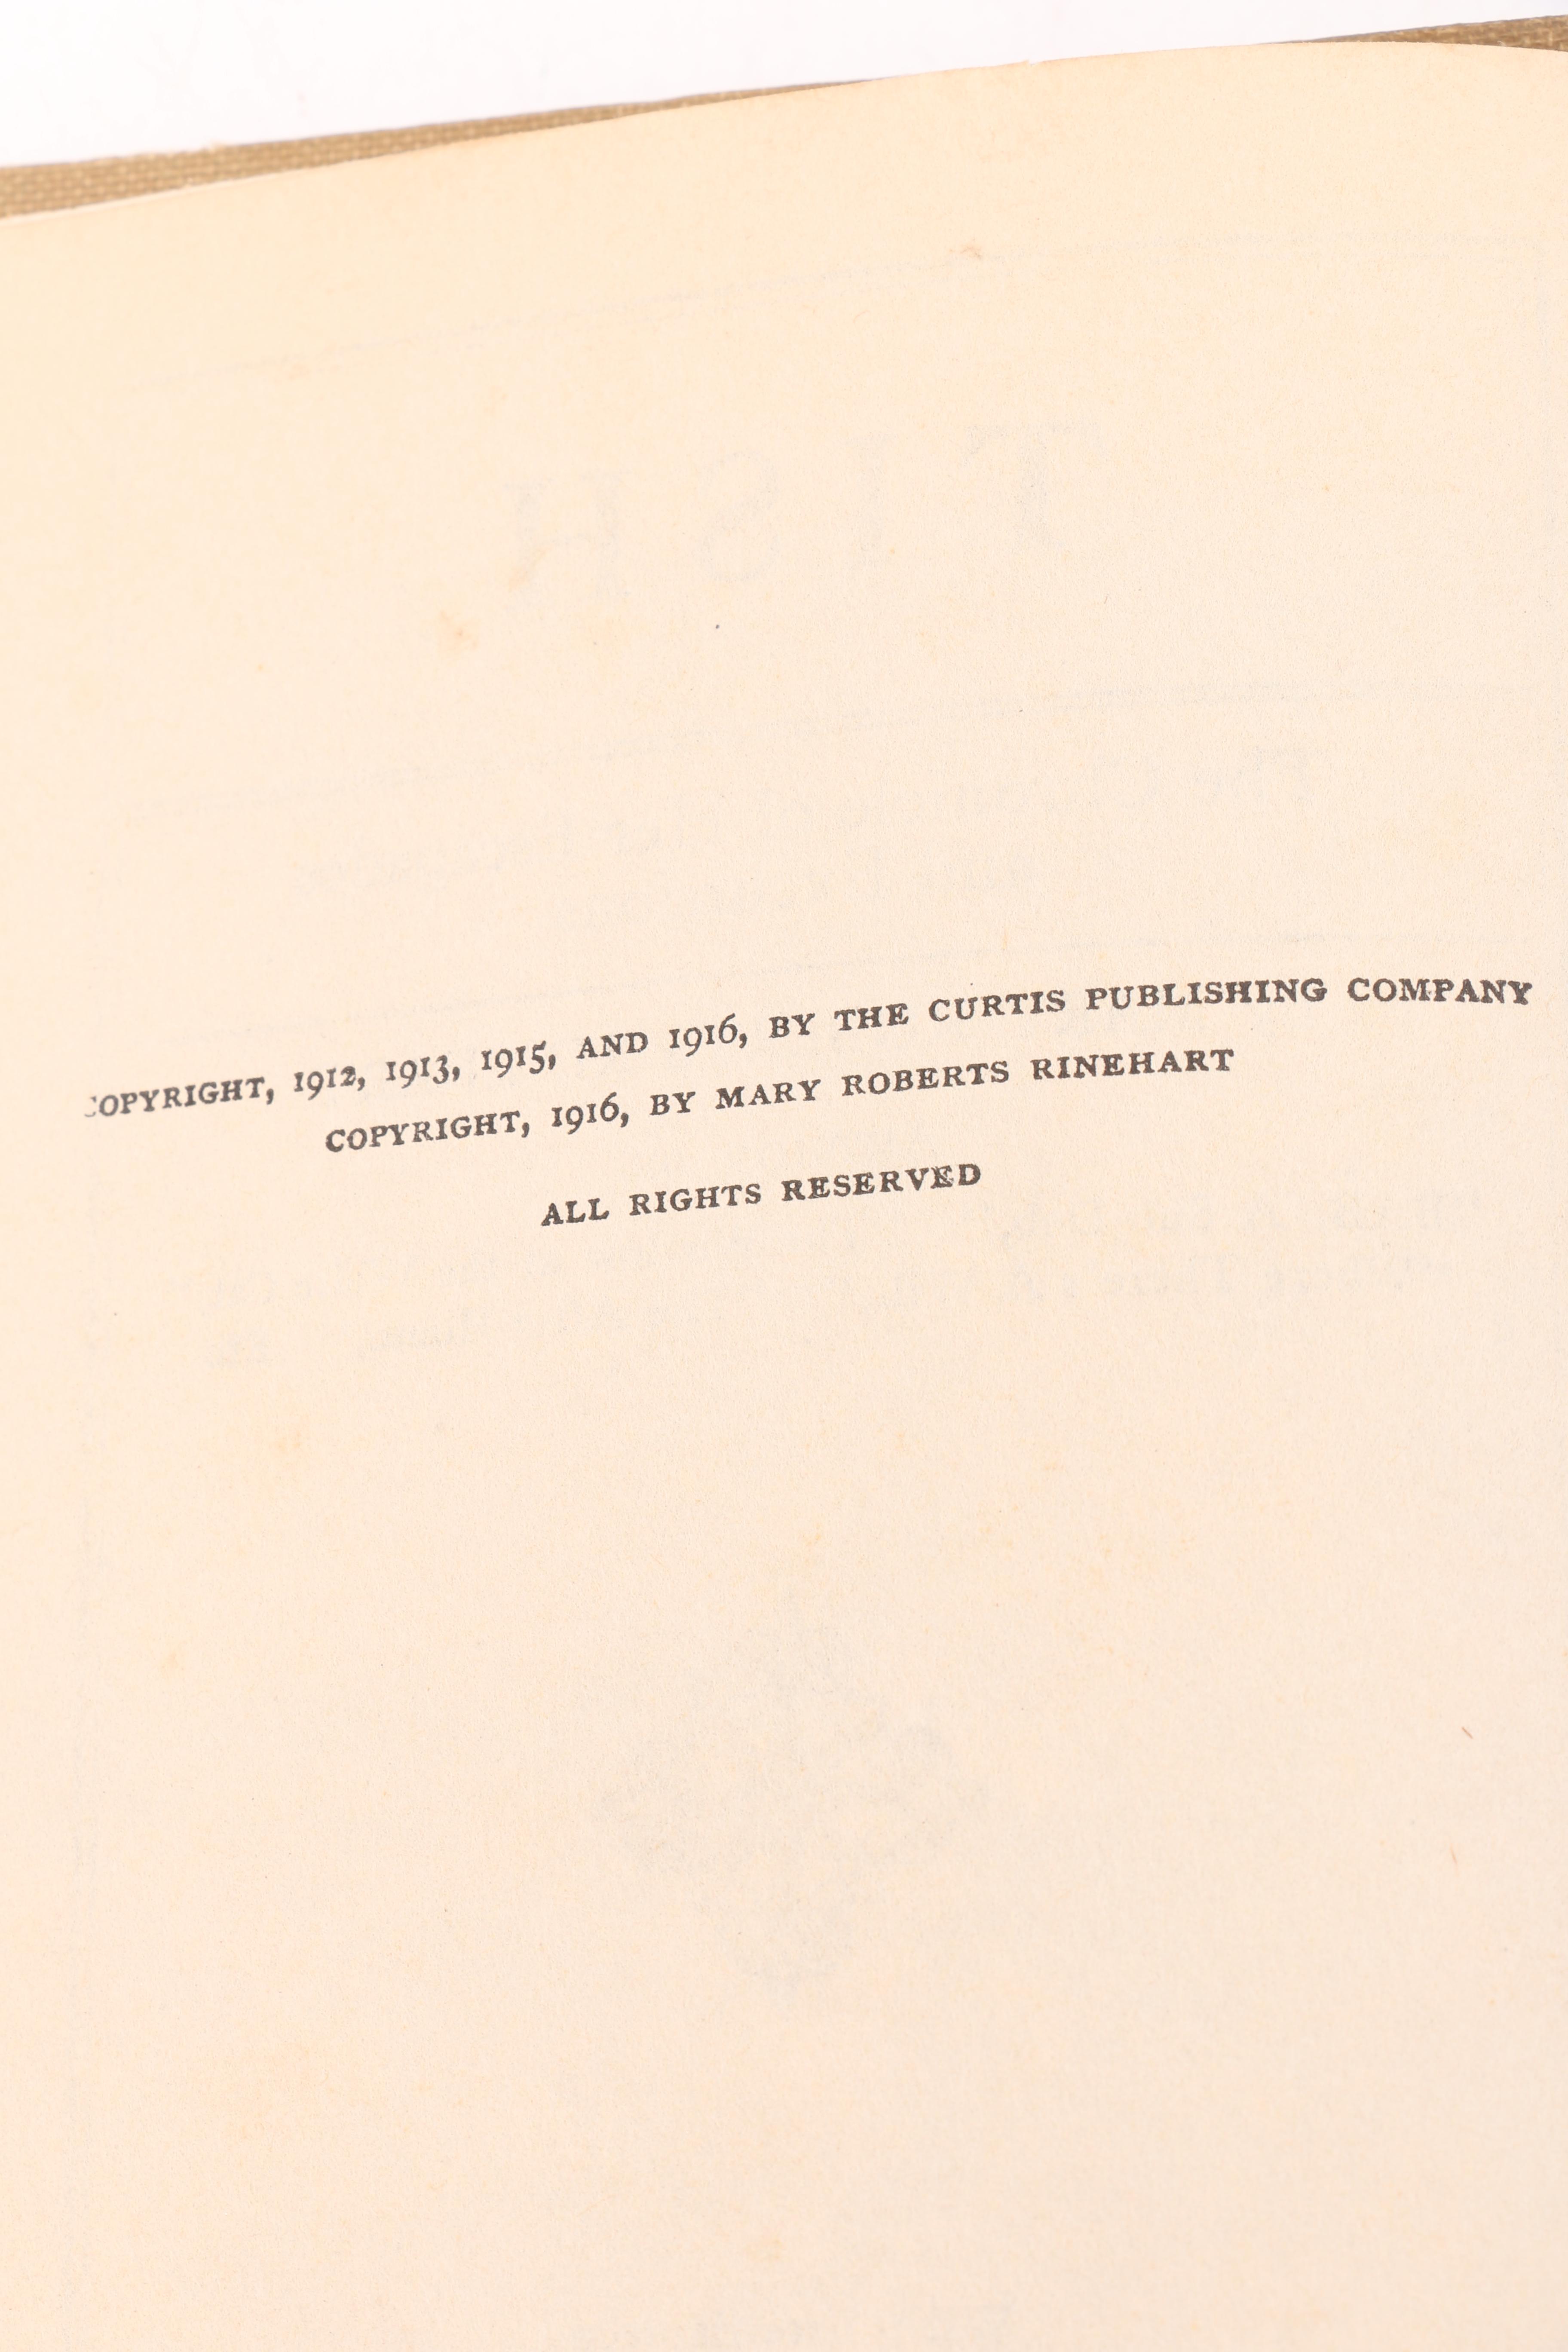 COPYRIGHT, 1912, 1913, 1915, AND 1916, BY THE CURTIS PUBLISHING COMPANY
COPYRIGHT, 1916, BY MARY ROBERTS RINEHART
ALL RIGHTS RESERVED